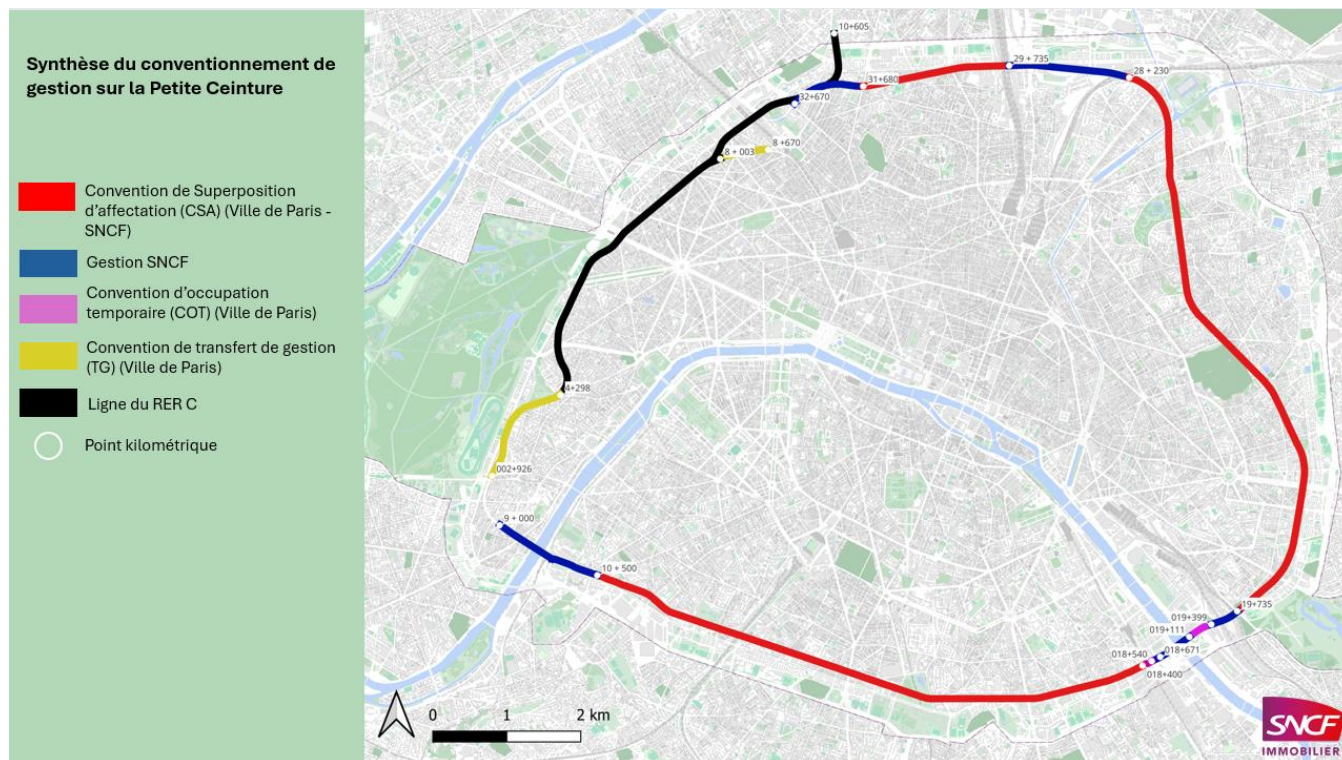 Synthèse du conventionnement de
gestion sur la Petite Ceinture
Convention de Superposition
d'affectation (CSA) (Ville de Paris -
SNCF)
Gestion SNCF
Convention d'occupation
temporaire (COT) (Ville de Paris)
Convention de transfert de gestion
(TG) (Ville de Paris)
Ligne du RER C
Point kilométrique
10+605
29 + 735
28 + 230
31+680
32+670
8 + 670
8 + 003
4+298
002+926
9 + 000
10 + 500
19+735
019+399
019+111
018+671
018+540
018+400
0 1 2 km
SNCF
IMMOBILIER